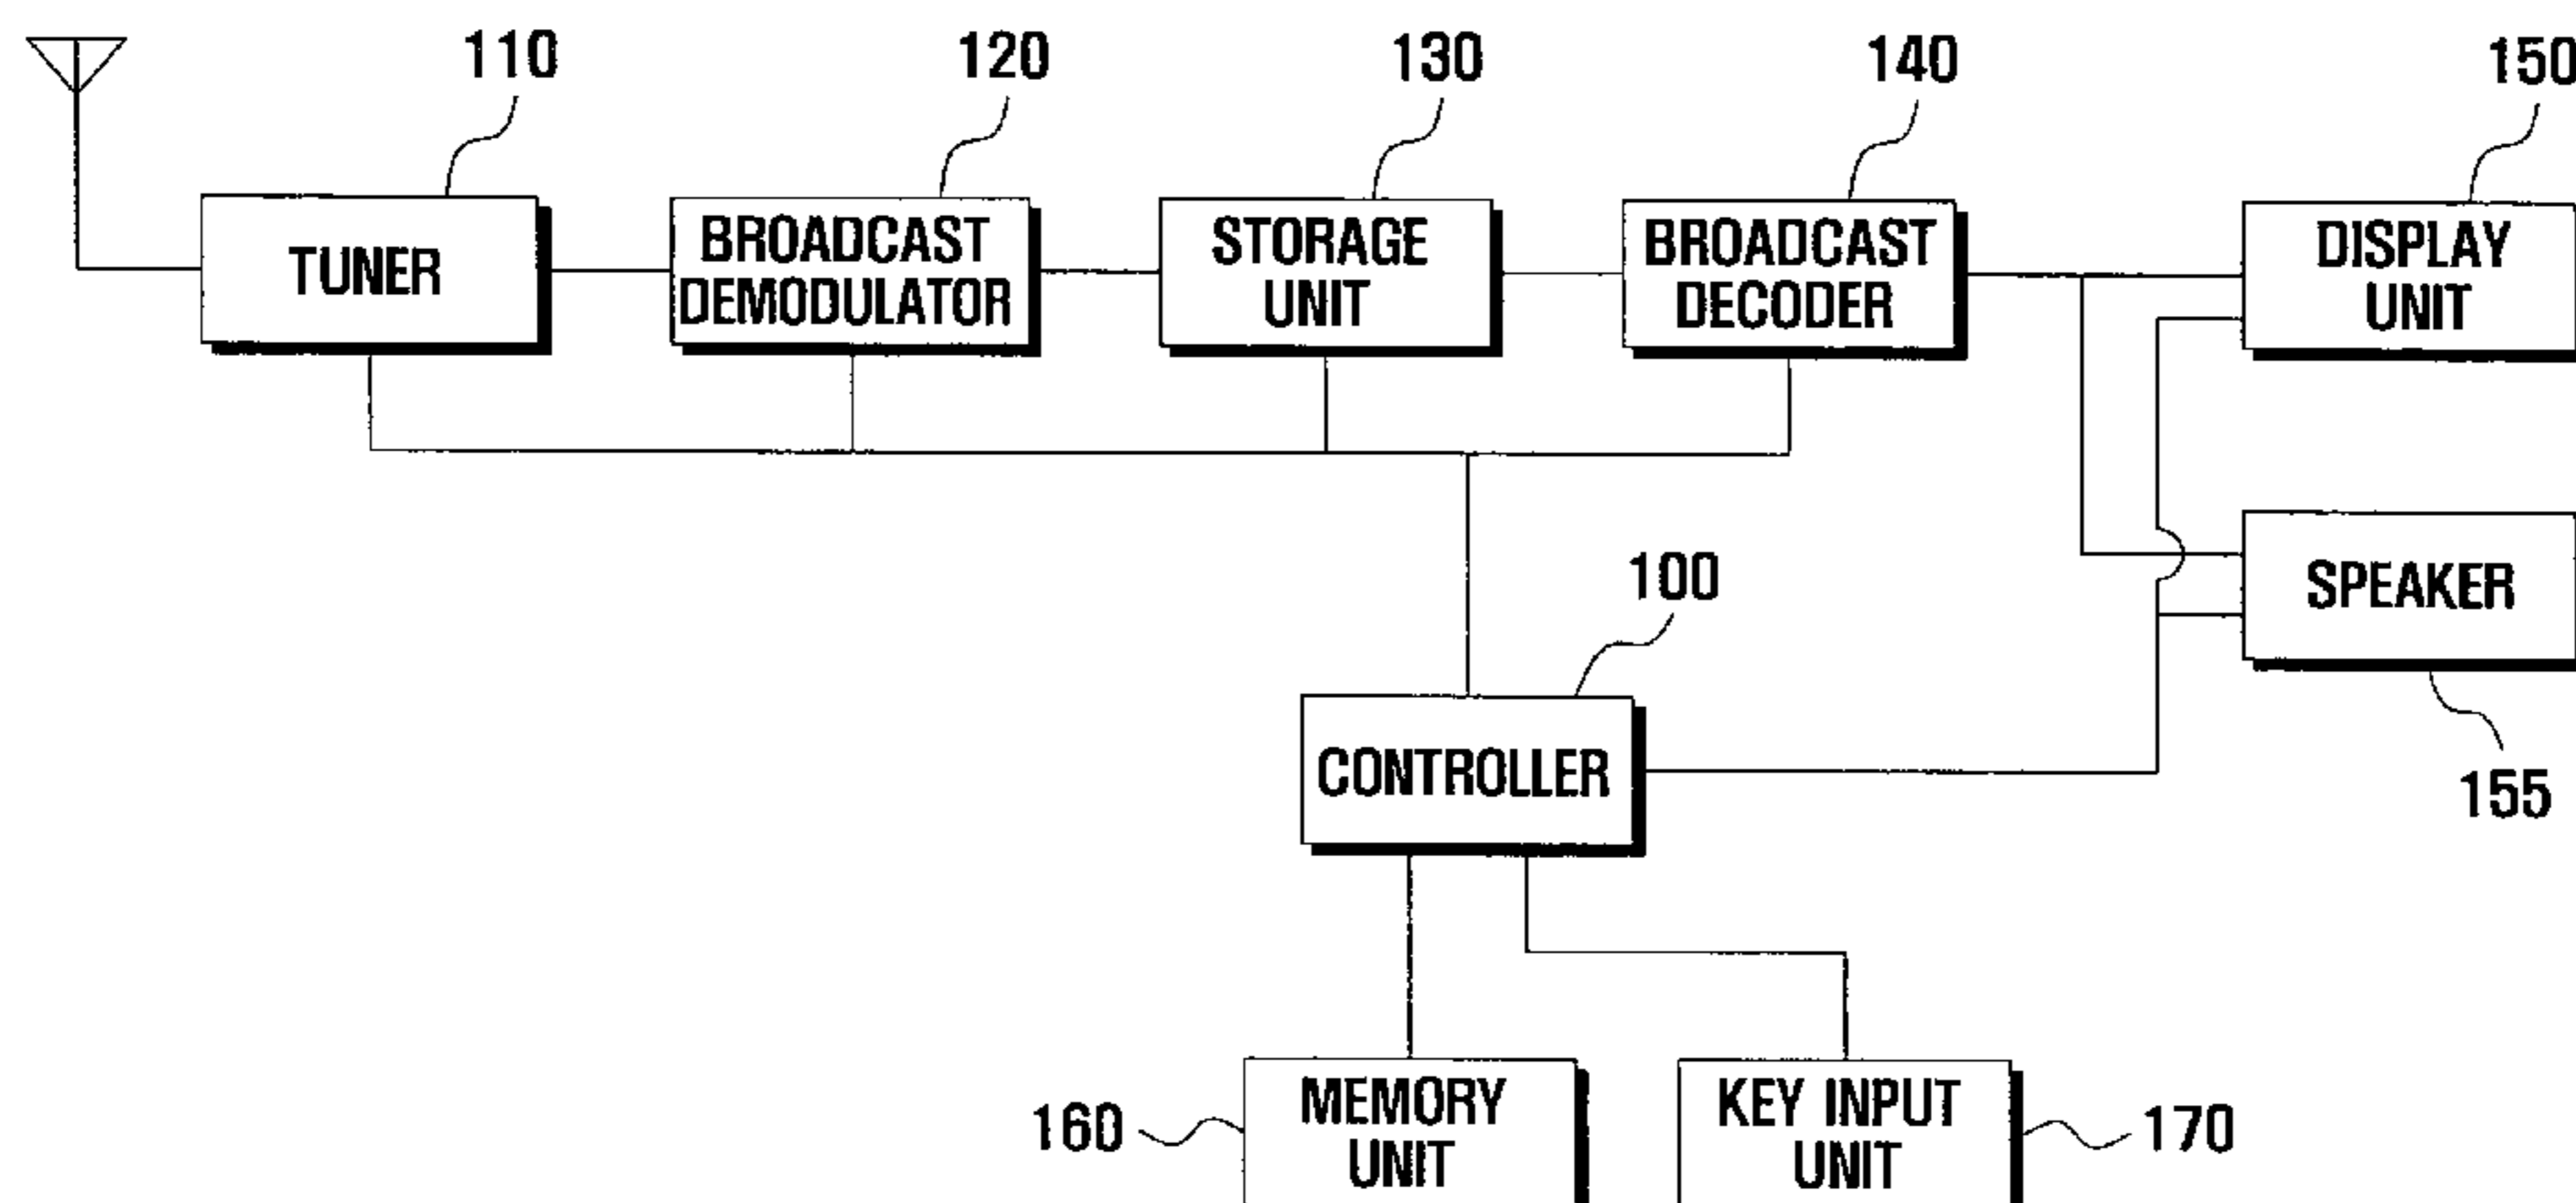 110
120
130
140
150
TUNER
BROADCAST
DEMODULATOR
STORAGE
UNIT
BROADCAST
DECODER
DISPLAY
UNIT
100
SPEAKER
CONTROLLER
155
160
MEMORY
UNIT
KEY INPUT
UNIT
170